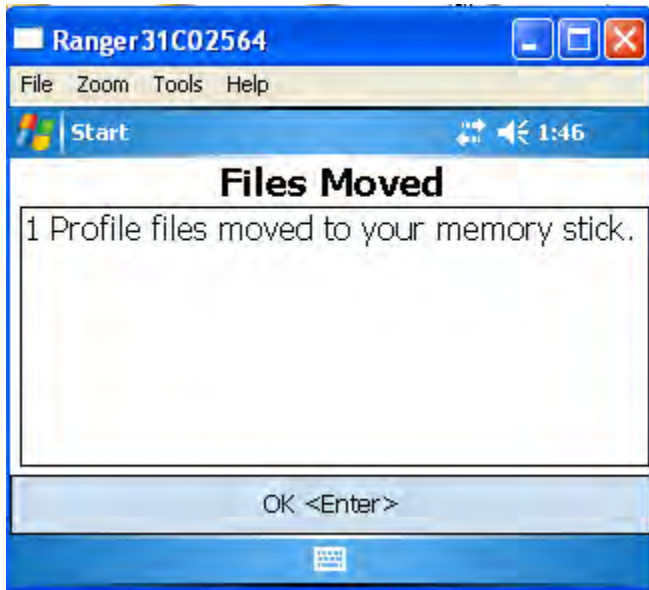 Ranger31C02564
File Zoom Tools Help
Start 1:46
Files Moved
1 Profile files moved to your memory stick.
OK <Enter>